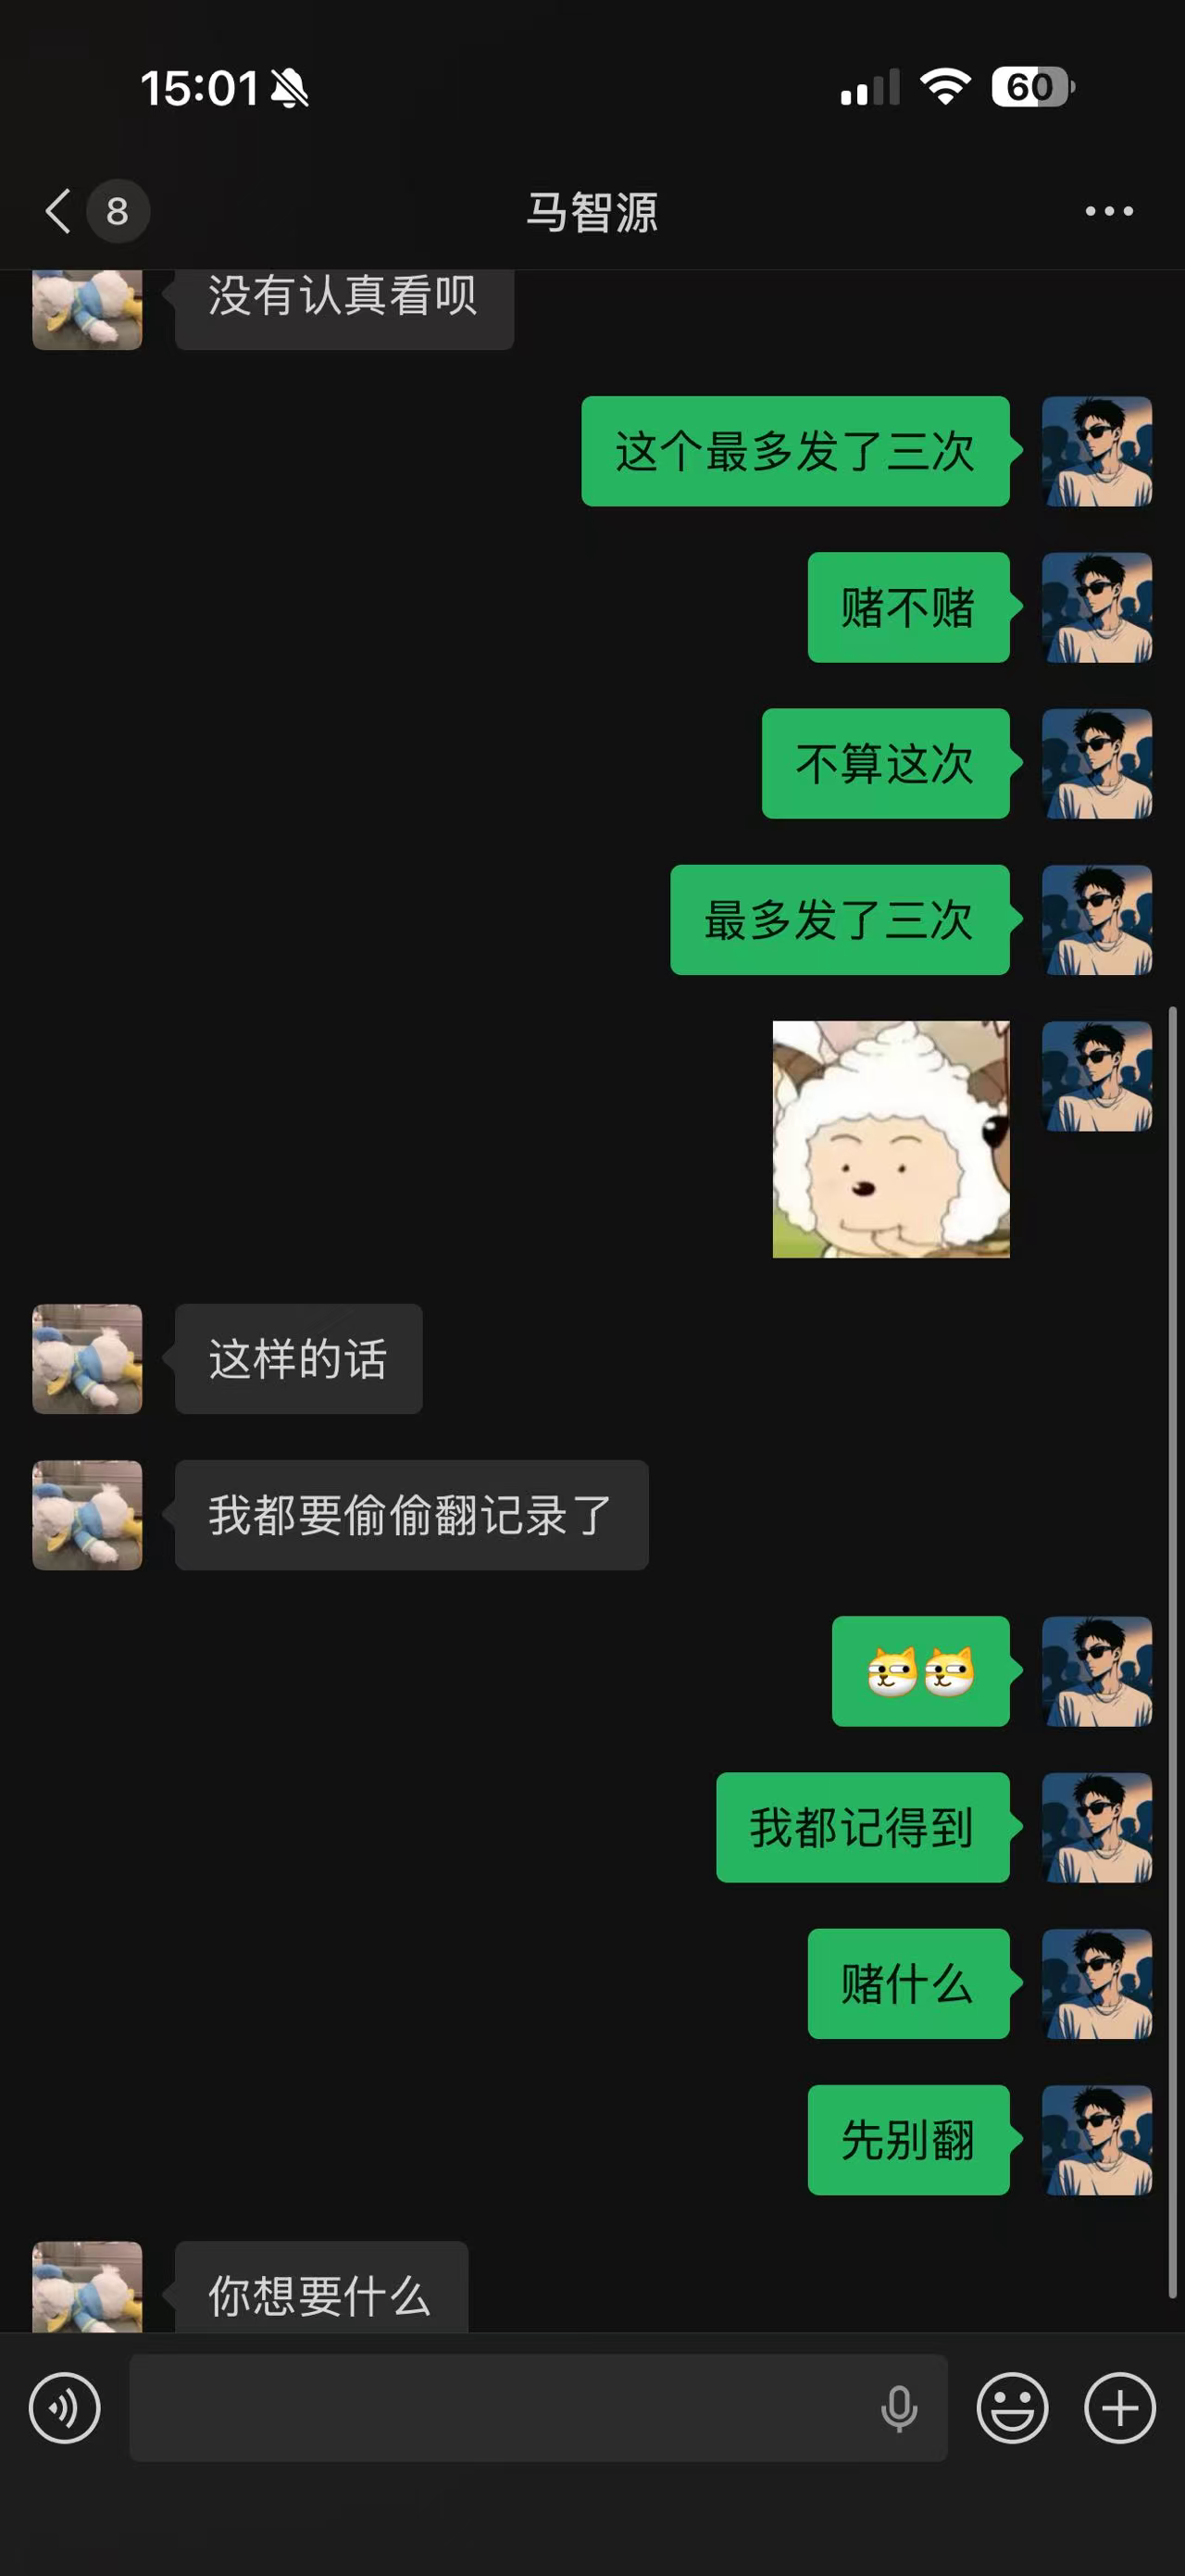 15:01
60
8
马智源
没有认真看呗
这个最多发了三次
赌不赌
不算这次
最多发了三次
这样的话
我都要偷偷翻记录了
我都记得到
赌什么
先别翻
你想要什么